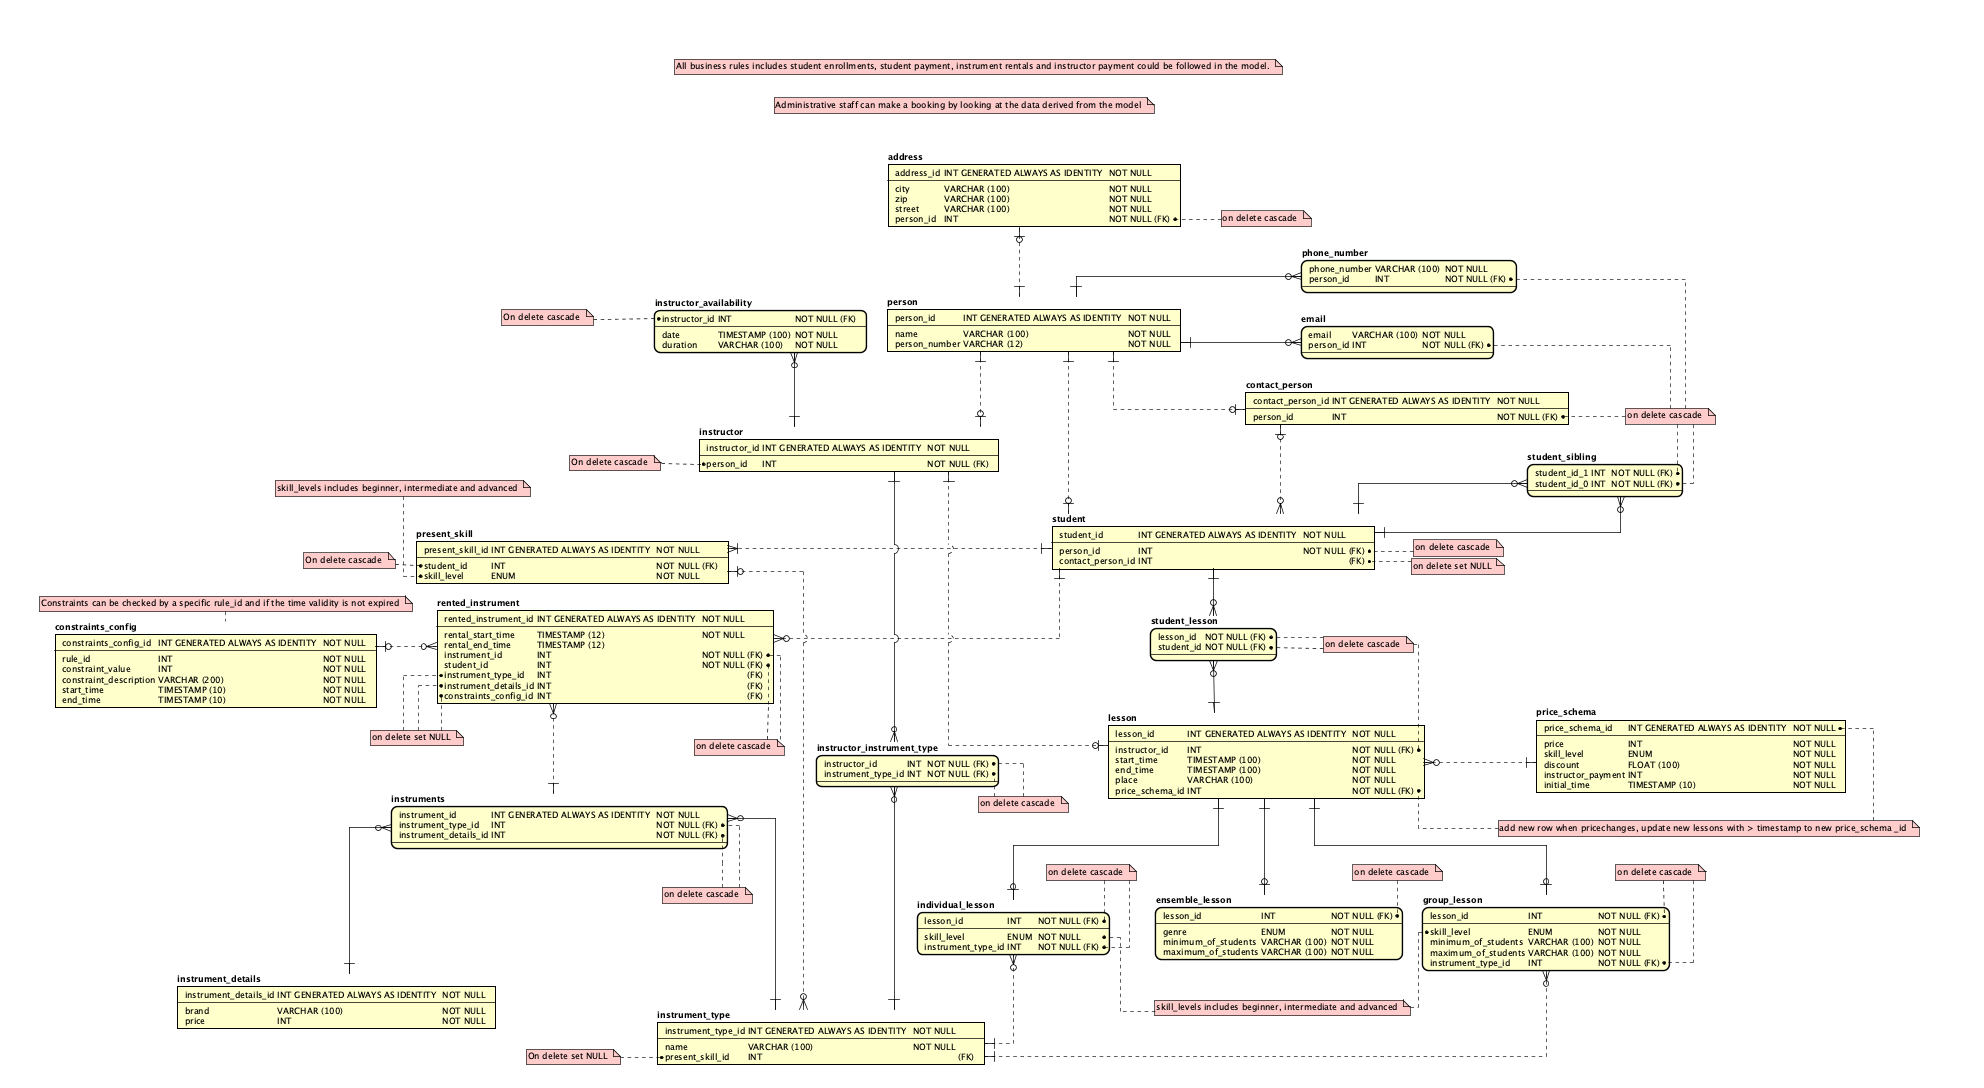 All business rules includes student enrollments, student payment, instrument rentals and instructor payment could be followed in the model.
Administrative staff can make a booking by looking at the data derived from the model
address
address_id INT GENERATED ALWAYS AS IDENTITY NOT NULL
city VARCHAR (100) NOT NULL
zip VARCHAR (100) NOT NULL
street VARCHAR (100) NOT NULL
person_id INT NOT NULL (FK)
on delete cascade
phone_number
phone_number VARCHAR (100) NOT NULL
person_id INT NOT NULL (FK)
instructor_availability
On delete cascade
instructor_id INT NOT NULL (FK)
date TIMESTAMP (100) NOT NULL
duration VARCHAR (100) NOT NULL
person
person_id INT GENERATED ALWAYS AS IDENTITY NOT NULL
name VARCHAR (100) NOT NULL
person_number VARCHAR (12) NOT NULL
email
email VARCHAR (100) NOT NULL
person_id INT NOT NULL (FK)
contact_person
contact_person_id INT GENERATED ALWAYS AS IDENTITY NOT NULL
person_id INT NOT NULL (FK)
on delete cascade
instructor
instructor_id INT GENERATED ALWAYS AS IDENTITY NOT NULL
person_id INT NOT NULL (FK)
On delete cascade
student_sibling
student_id_1 INT NOT NULL (FK)
student_id_0 INT NOT NULL (FK)
skill_levels includes beginner, intermediate and advanced
present_skill
present_skill_id INT GENERATED ALWAYS AS IDENTITY NOT NULL
student_id INT NOT NULL (FK)
skill_level ENUM NOT NULL
On delete cascade
student
student_id INT GENERATED ALWAYS AS IDENTITY NOT NULL
person_id INT NOT NULL (FK)
contact_person_id INT (FK)
on delete cascade
on delete set NULL
Constraints can be checked by a specific rule_id and if the time validity is not expired
constraints_config
constraints_config_id INT GENERATED ALWAYS AS IDENTITY NOT NULL
rule_id INT NOT NULL
constraint_value INT NOT NULL
constraint_description VARCHAR (200) NOT NULL
start_time TIMESTAMP (10) NOT NULL
end_time TIMESTAMP (10) NOT NULL
rented_instrument
rented_instrument_id INT GENERATED ALWAYS AS IDENTITY NOT NULL
rental_start_time TIMESTAMP (12) NOT NULL
rental_end_time TIMESTAMP (12)
instrument_id INT NOT NULL (FK)
student_id INT NOT NULL (FK)
instrument_type_id INT (FK)
instrument_details_id INT (FK)
constraints_config_id INT (FK)
on delete set NULL
on delete cascade
student_lesson
lesson_id NOT NULL (FK)
student_id NOT NULL (FK)
on delete cascade
lesson
lesson_id INT GENERATED ALWAYS AS IDENTITY NOT NULL
instructor_id INT NOT NULL (FK)
start_time TIMESTAMP (100) NOT NULL
end_time TIMESTAMP (100) NOT NULL
place VARCHAR (100) NOT NULL
price_schema_id INT NOT NULL (FK)
price_schema
price_schema_id INT GENERATED ALWAYS AS IDENTITY NOT NULL
price INT NOT NULL
skill_level ENUM NOT NULL
discount FLOAT (100) NOT NULL
instructor_payment INT NOT NULL
initial_time TIMESTAMP (10) NOT NULL
add new row when pricechanges, update new lessons with > timestamp to new price_schema _id
instructor_instrument_type
instructor_id INT NOT NULL (FK)
instrument_type_id INT NOT NULL (FK)
on delete cascade
instruments
instrument_id INT GENERATED ALWAYS AS IDENTITY NOT NULL
instrument_type_id INT NOT NULL (FK)
instrument_details_id INT NOT NULL (FK)
on delete cascade
on delete cascade
on delete cascade
on delete cascade
individual_lesson
lesson_id INT NOT NULL (FK)
skill_level ENUM NOT NULL
instrument_type_id INT NOT NULL (FK)
ensemble_lesson
lesson_id INT NOT NULL (FK)
genre ENUM NOT NULL
minimum_of_students VARCHAR (100) NOT NULL
maximum_of_students VARCHAR (100) NOT NULL
group_lesson
lesson_id INT NOT NULL (FK)
skill_level ENUM NOT NULL
minimum_of_students VARCHAR (100) NOT NULL
maximum_of_students VARCHAR (100) NOT NULL
instrument_type_id INT NOT NULL (FK)
skill_levels includes beginner, intermediate and advanced
instrument_details
instrument_details_id INT GENERATED ALWAYS AS IDENTITY NOT NULL
brand VARCHAR (100) NOT NULL
price INT NOT NULL
instrument_type
instrument_type_id INT GENERATED ALWAYS AS IDENTITY NOT NULL
name VARCHAR (100) NOT NULL
present_skill_id INT (FK)
On delete set NULL